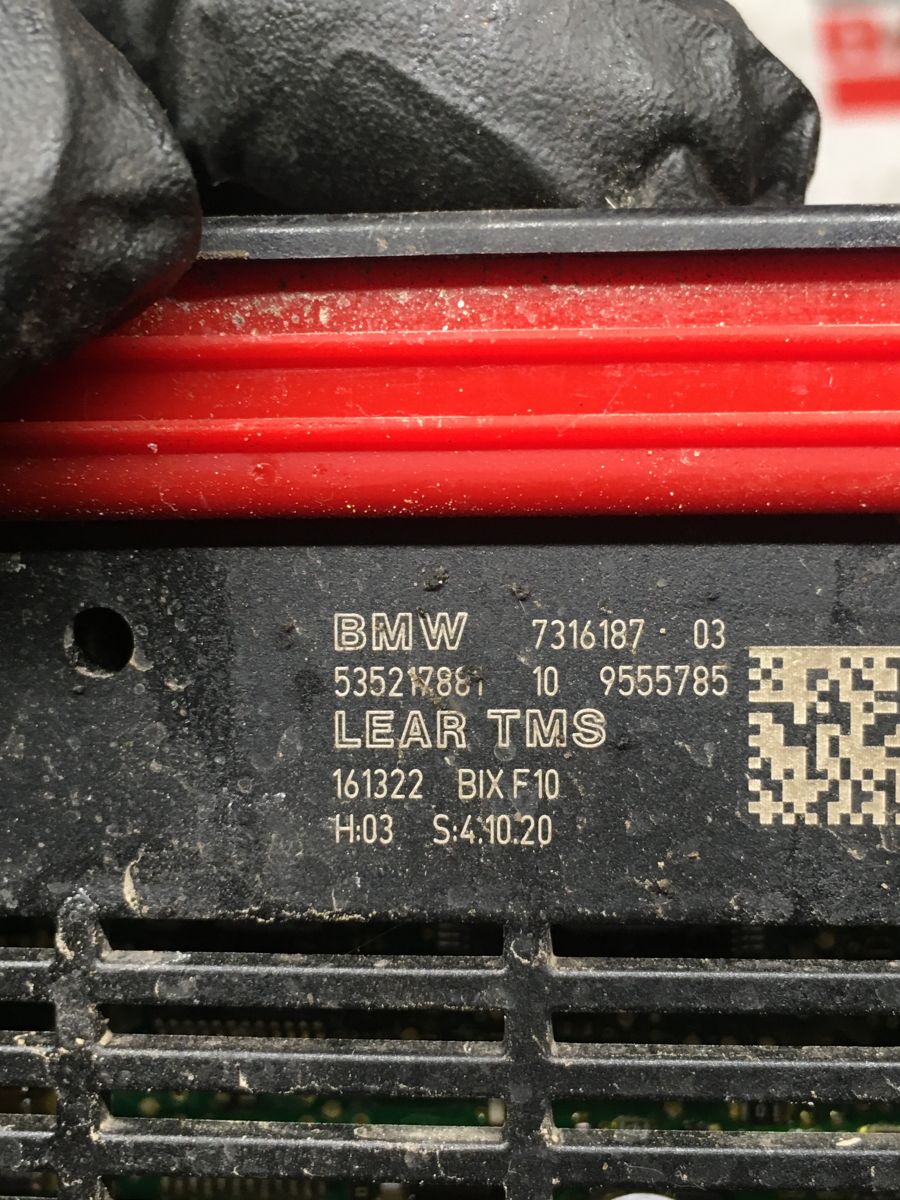 BMW 7316187 03
535217881 10 9555785
LEAR TMS
161322 BIX F10
H:03 S:4.10.20